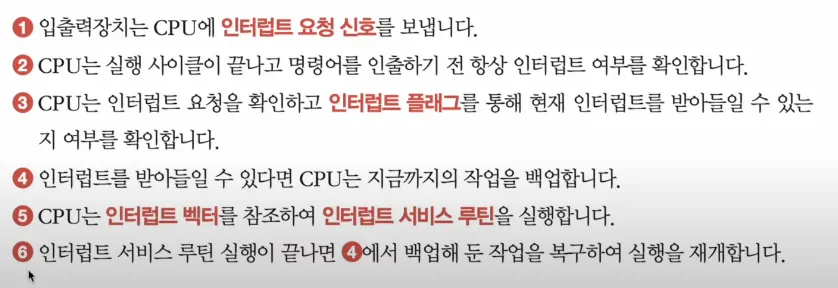 ❶ 입출력장치는 CPU에 인터럽트 요청 신호를 보냅니다.
❷ CPU는 실행 사이클이 끝나고 명령어를 인출하기 전 항상 인터럽트 여부를 확인합니다.
❸ CPU는 인터럽트 요청을 확인하고 인터럽트 플래그를 통해 현재 인터럽트를 받아들일 수 있는
지 여부를 확인합니다.
❹ 인터럽트를 받아들일 수 있다면 CPU는 지금까지의 작업을 백업합니다.
❺ CPU는 인터럽트 벡터를 참조하여 인터럽트 서비스 루틴을 실행합니다.
❻ 인터럽트 서비스 루틴 실행이 끝나면 ❹에서 백업해 둔 작업을 복구하여 실행을 재개합니다.